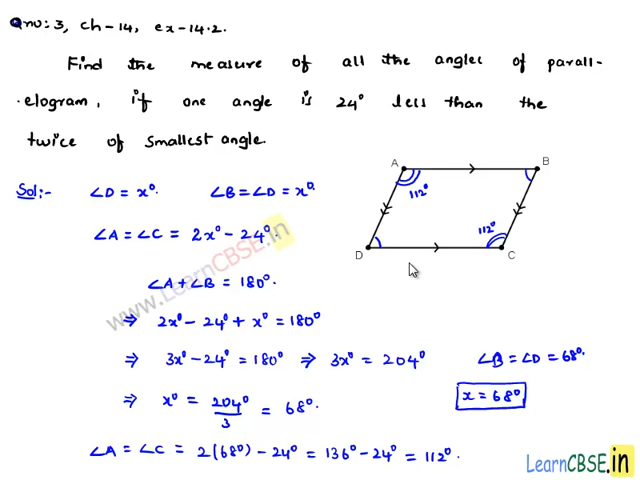 Qno: 3, ch-14, ex-14.2.
Find the measure of all the angles of parall-
elogram, if one angle is 24° less than the
twice of smallest angle.
Sol:- ∠D = x°. ∠B = ∠D = x°.
∠A = ∠C = 2x° - 24°.
∠A + ∠B = 180°.
⇒ 2x° - 24° + x° = 180°
⇒ 3x° - 24° = 180° ⇒ 3x° = 204°
⇒ x° = 204°/3 = 68°.
∠A = ∠C = 2(68°) - 24° = 136° - 24° = 112°.
A B
112°
112°
D C
∠B = ∠D = 68°.
x = 68°
www.LearnCBSE.in
LearnCBSE.in